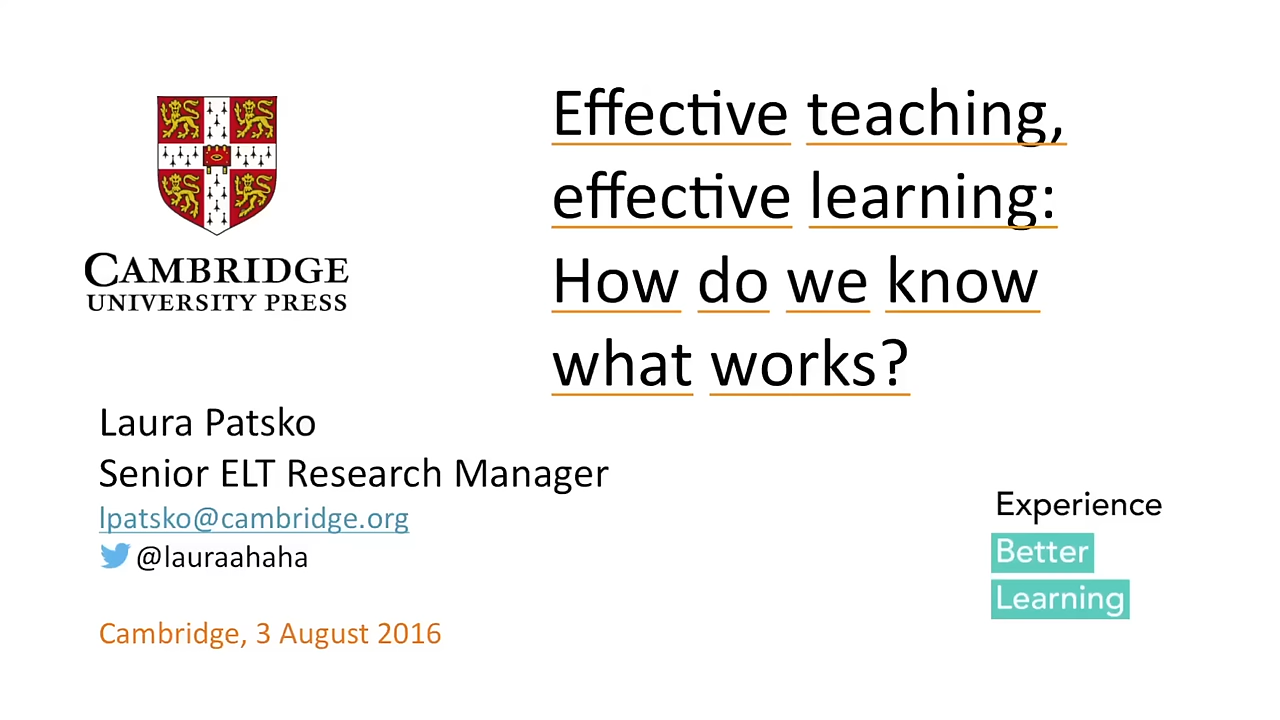 CAMBRIDGE
UNIVERSITY PRESS
Effective teaching,
effective learning:
How do we know
what works?
Laura Patsko
Senior ELT Research Manager
lpatsko@cambridge.org
@lauraahaha
Cambridge, 3 August 2016
Experience
Better
Learning